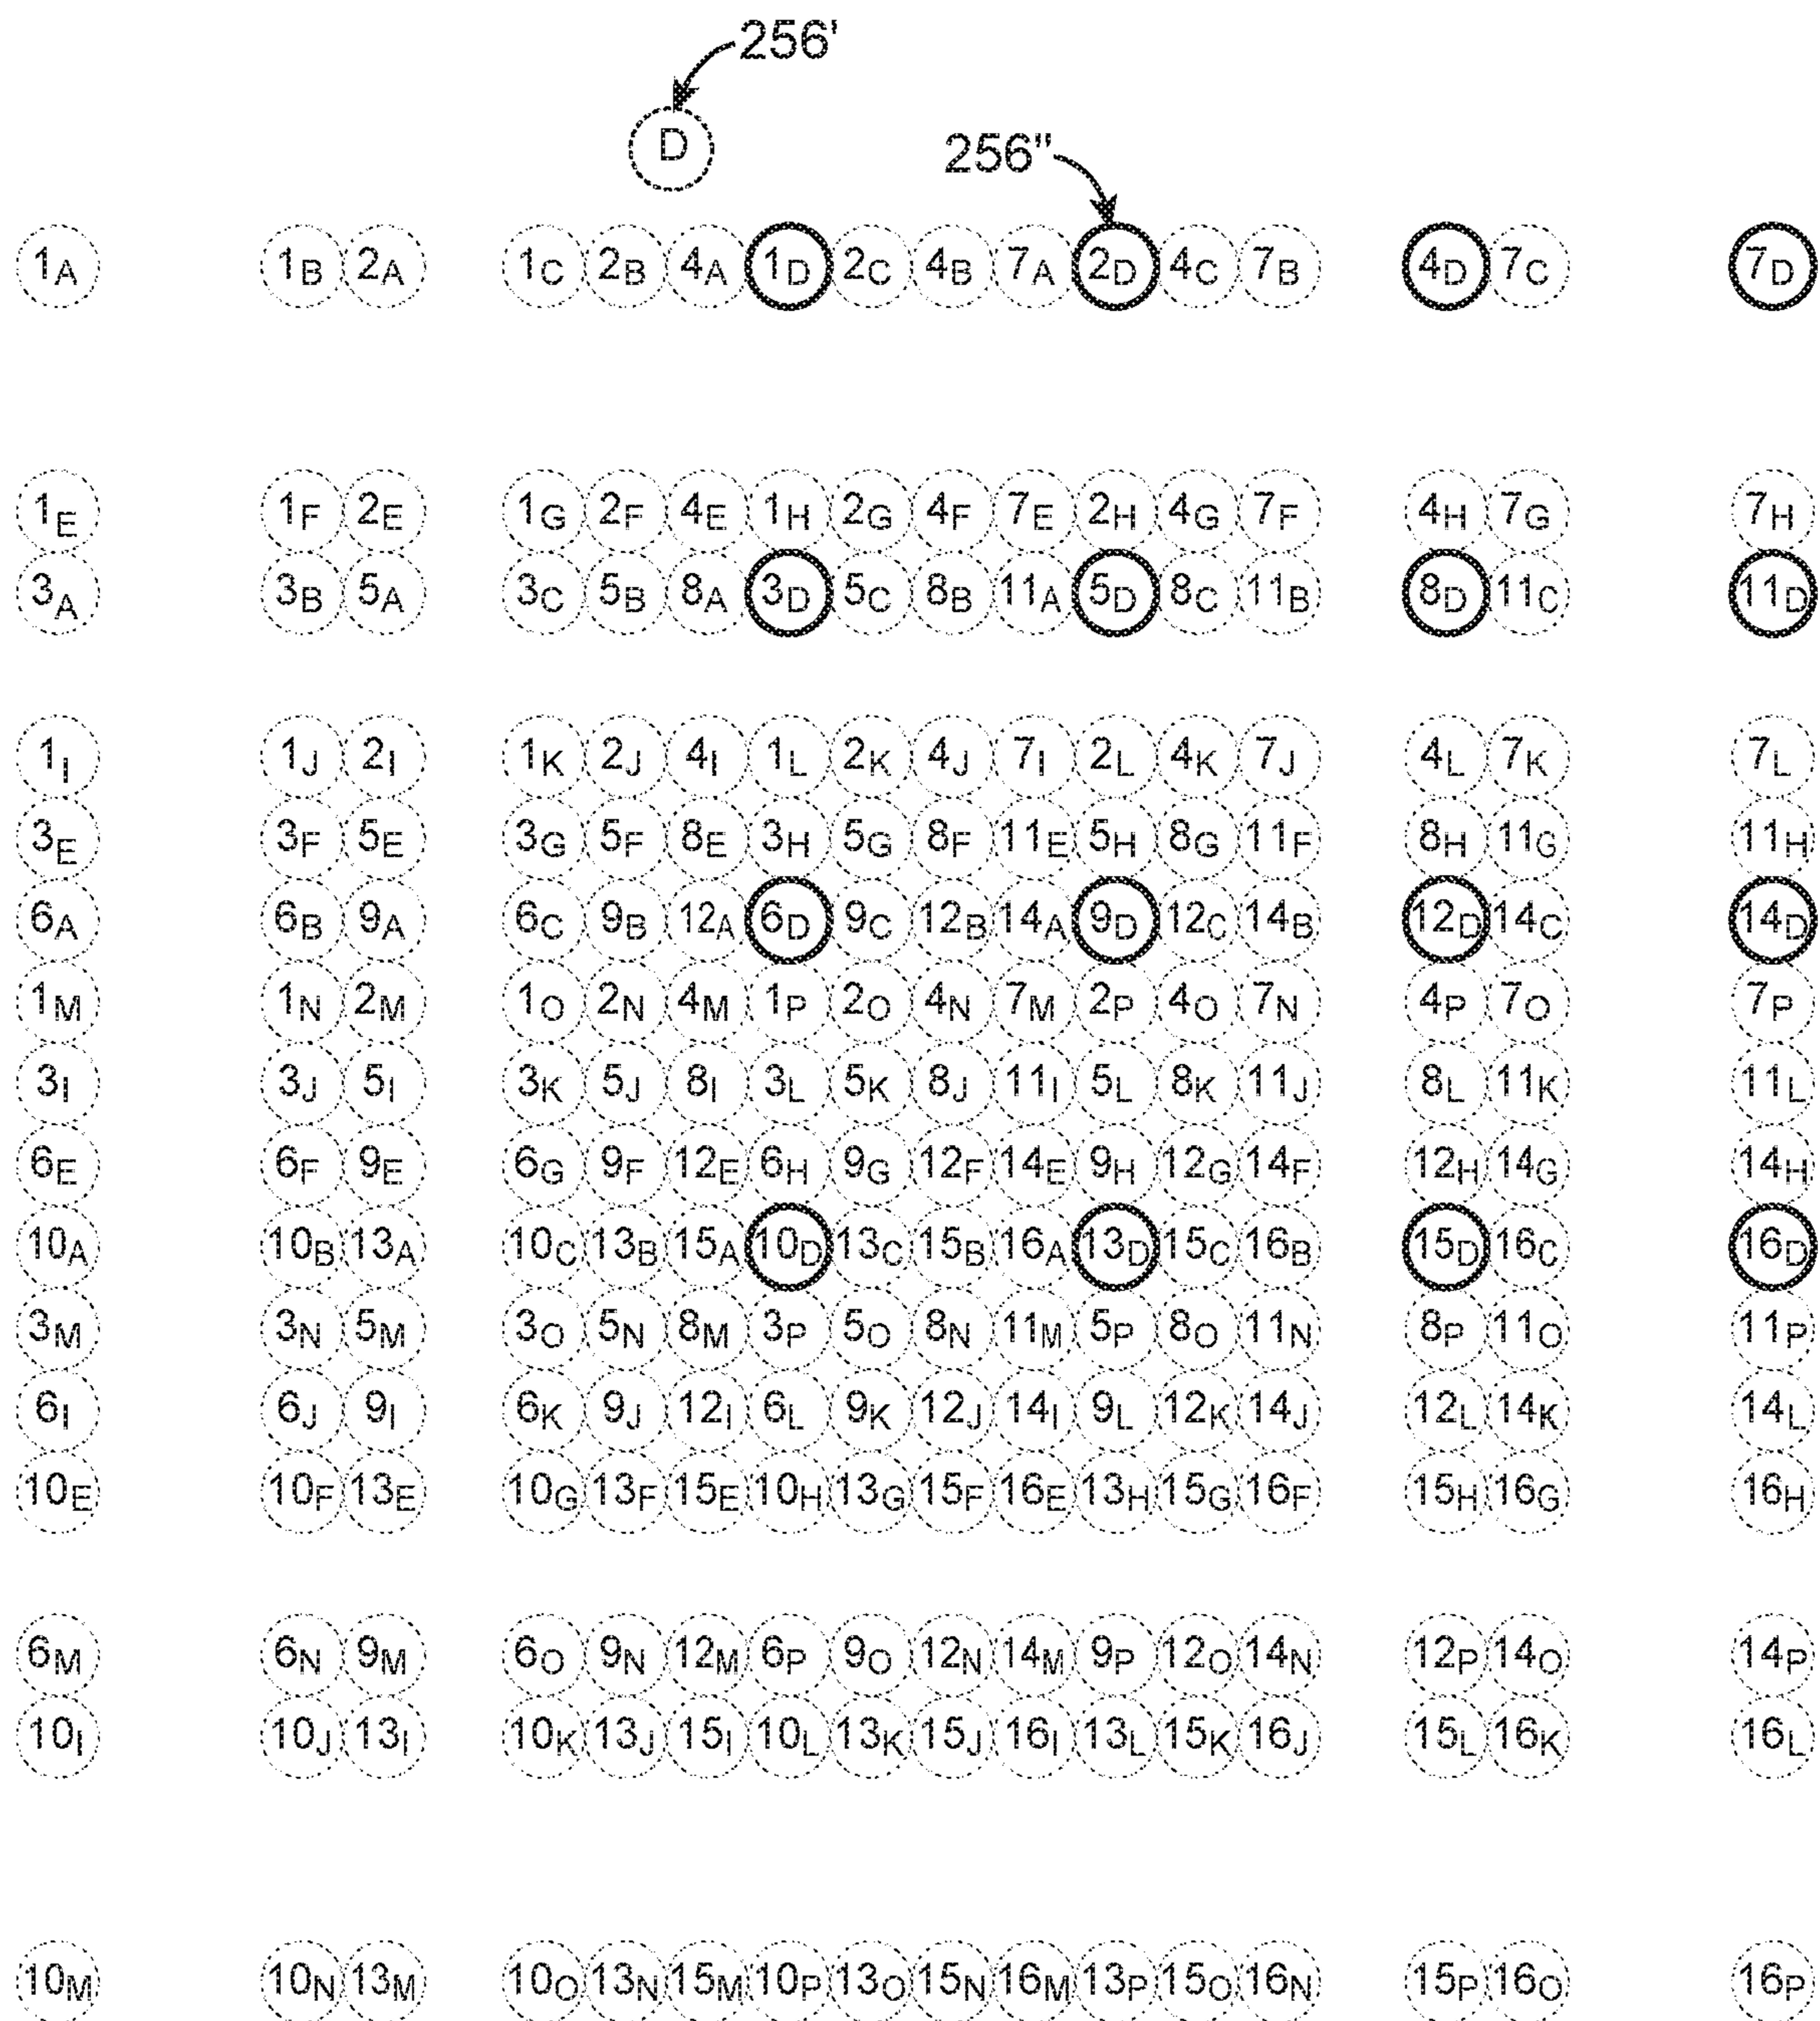 256'
D
256"
1A 1B 2A 1C 2B 4A 1D 2C 4B 7A 2D 4C 7B 4D 7C 7D
1E 1F 2E 1G 2F 4E 1H 2G 4F 7E 2H 4G 7F 4H 7G 7H
3A 3B 5A 3C 5B 8A 3D 5C 8B 11A 5D 8C 11B 8D 11C 11D
1I 1J 2I 1K 2J 4I 1L 2K 4J 7I 2L 4K 7J 4L 7K 7L
3E 3F 5E 3G 5F 8E 3H 5G 8F 11E 5H 8G 11F 8H 11G 11H
6A 6B 9A 6C 9B 12A 6D 9C 12B 14A 9D 12C 14B 12D 14C 14D
1M 1N 2M 1O 2N 4M 1P 2O 4N 7M 2P 4O 7N 4P 7O 7P
3I 3J 5I 3K 5J 8I 3L 5K 8J 11I 5L 8K 11J 8L 11K 11L
6E 6F 9E 6G 9F 12E 6H 9G 12F 14E 9H 12G 14F 12H 14G 14H
10A 10B 13A 10C 13B 15A 10D 13C 15B 16A 13D 15C 16B 15D 16C 16D
3M 3N 5M 3O 5N 8M 3P 5O 8N 11M 5P 8O 11N 8P 11O 11P
6I 6J 9I 6K 9J 12I 6L 9K 12J 14I 9L 12K 14J 12L 14K 14L
10E 10F 13E 10G 13F 15E 10H 13G 15F 16E 13H 15G 16F 15H 16G 16H
6M 6N 9M 6O 9N 12M 6P 9O 12N 14M 9P 12O 14N 12P 14O 14P
10I 10J 13I 10K 13J 15I 10L 13K 15J 16I 13L 15K 16J 15L 16K 16L
10M 10N 13M 10O 13N 15M 10P 13O 15N 16M 13P 15O 16N 15P 16O 16P